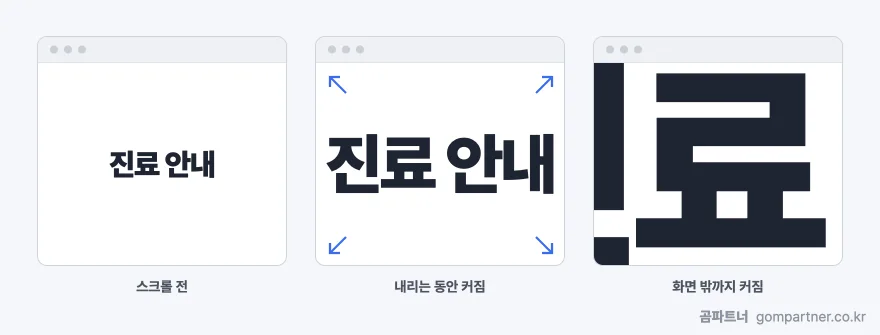 진료 안내
진료 안내
료
스크롤 전
내리는 동안 커짐
화면 밖까지 커짐
곰파트너 gompartner.co.kr